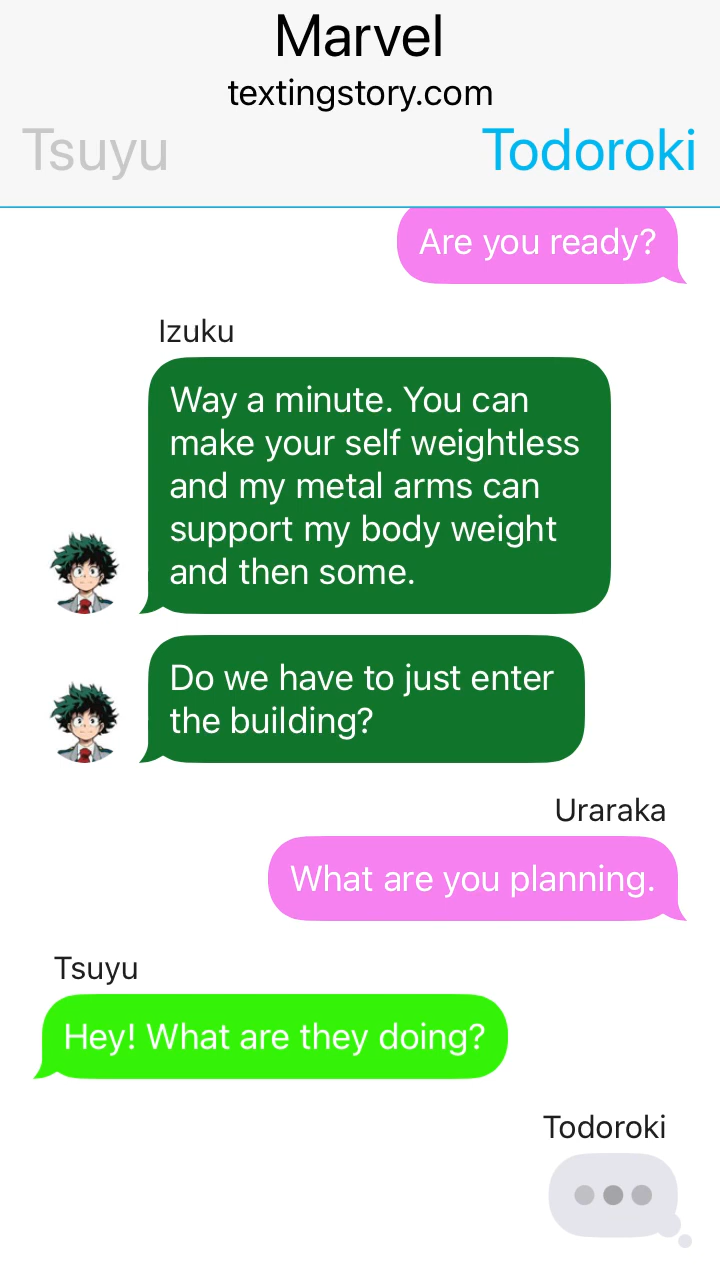 Marvel
textingstory.com
Tsuyu
Todoroki
Are you ready?
Izuku
Way a minute. You can
make your self weightless
and my metal arms can
support my body weight
and then some.
Do we have to just enter
the building?
Uraraka
What are you planning.
Tsuyu
Hey! What are they doing?
Todoroki